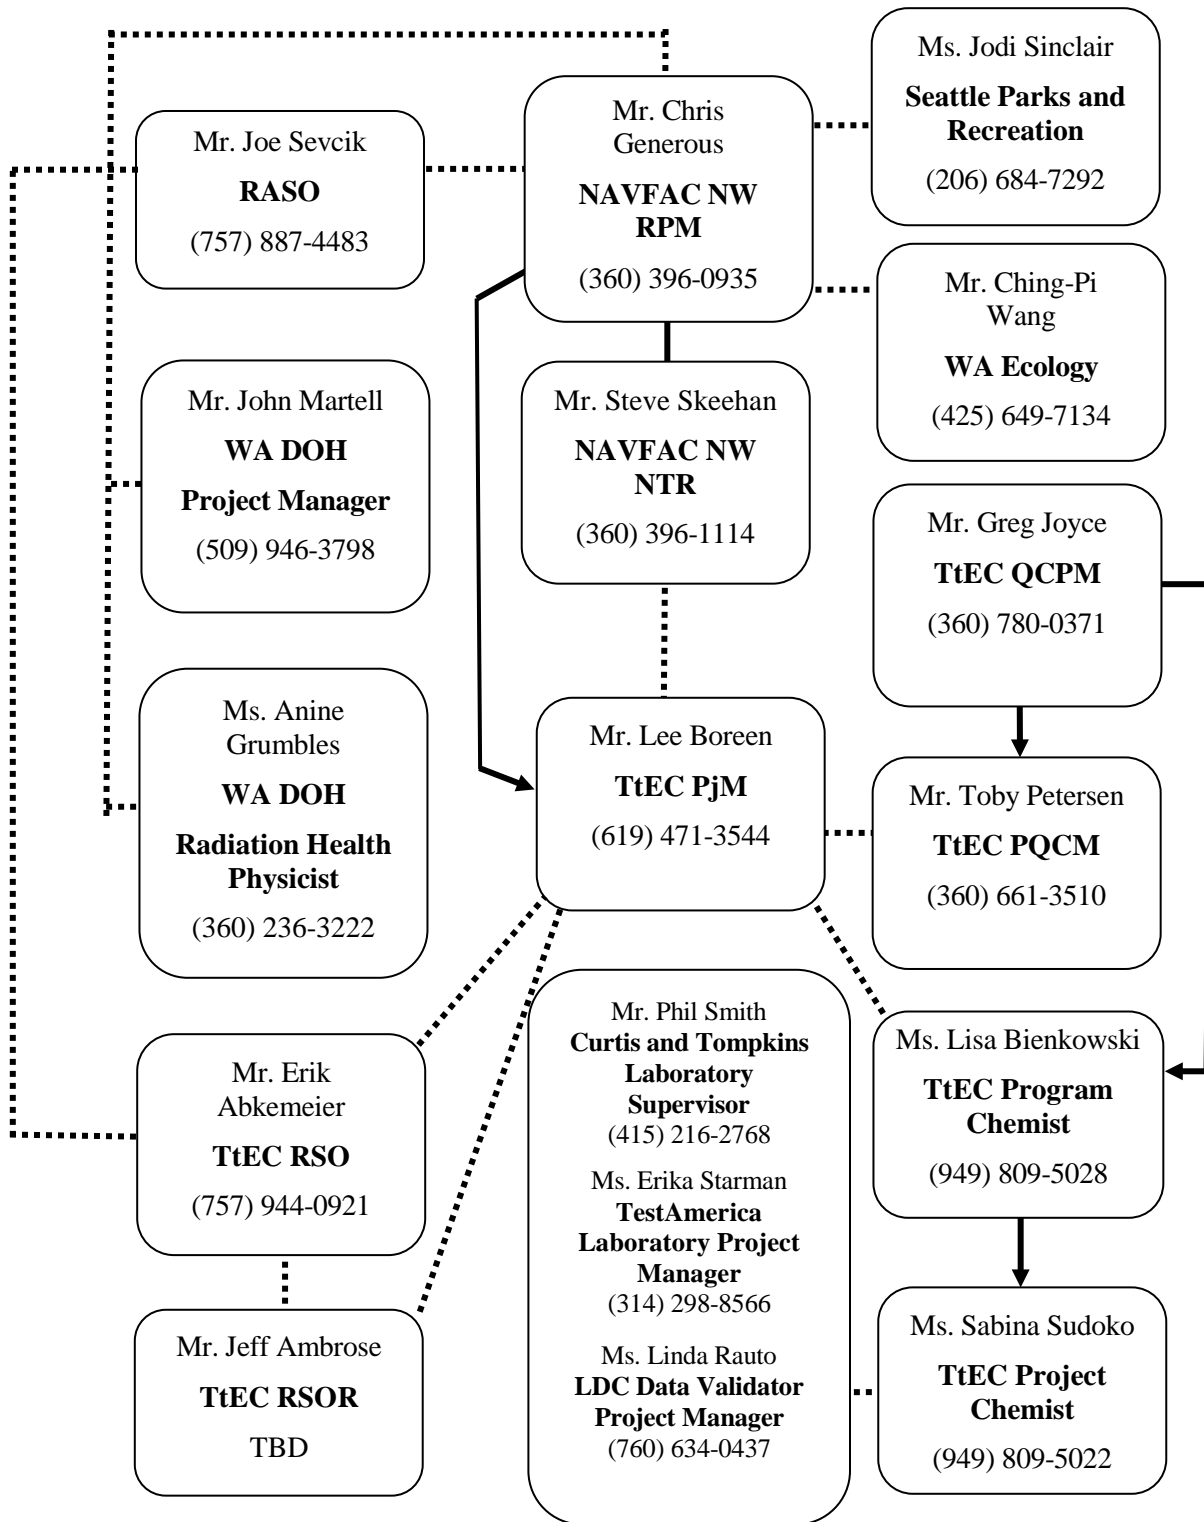 Ms. Jodi Sinclair
Seattle Parks and
Recreation
(206) 684-7292
Mr. Chris
Generous
NAVFAC NW
RPM
(360) 396-0935
Mr. Joe Sevcik
RASO
(757) 887-4483
Mr. Ching-Pi
Wang
WA Ecology
(425) 649-7134
Mr. John Martell
WA DOH
Project Manager
(509) 946-3798
Mr. Steve Skeehan
NAVFAC NW
NTR
(360) 396-1114
Mr. Greg Joyce
TtEC QCPM
(360) 780-0371
Ms. Anine
Grumbles
WA DOH
Radiation Health
Physicist
(360) 236-3222
Mr. Lee Boreen
TtEC PjM
(619) 471-3544
Mr. Toby Petersen
TtEC PQCM
(360) 661-3510
Mr. Erik
Abkemeier
TtEC RSO
(757) 944-0921
Mr. Phil Smith
Curtis and Tompkins
Laboratory
Supervisor
(415) 216-2768
Ms. Erika Starman
TestAmerica
Laboratory Project
Manager
(314) 298-8566
Ms. Linda Rauto
LDC Data Validator
Project Manager
(760) 634-0437
Ms. Lisa Bienkowski
TtEC Program
Chemist
(949) 809-5028
Mr. Jeff Ambrose
TtEC RSOR
TBD
Ms. Sabina Sudoko
TtEC Project
Chemist
(949) 809-5022